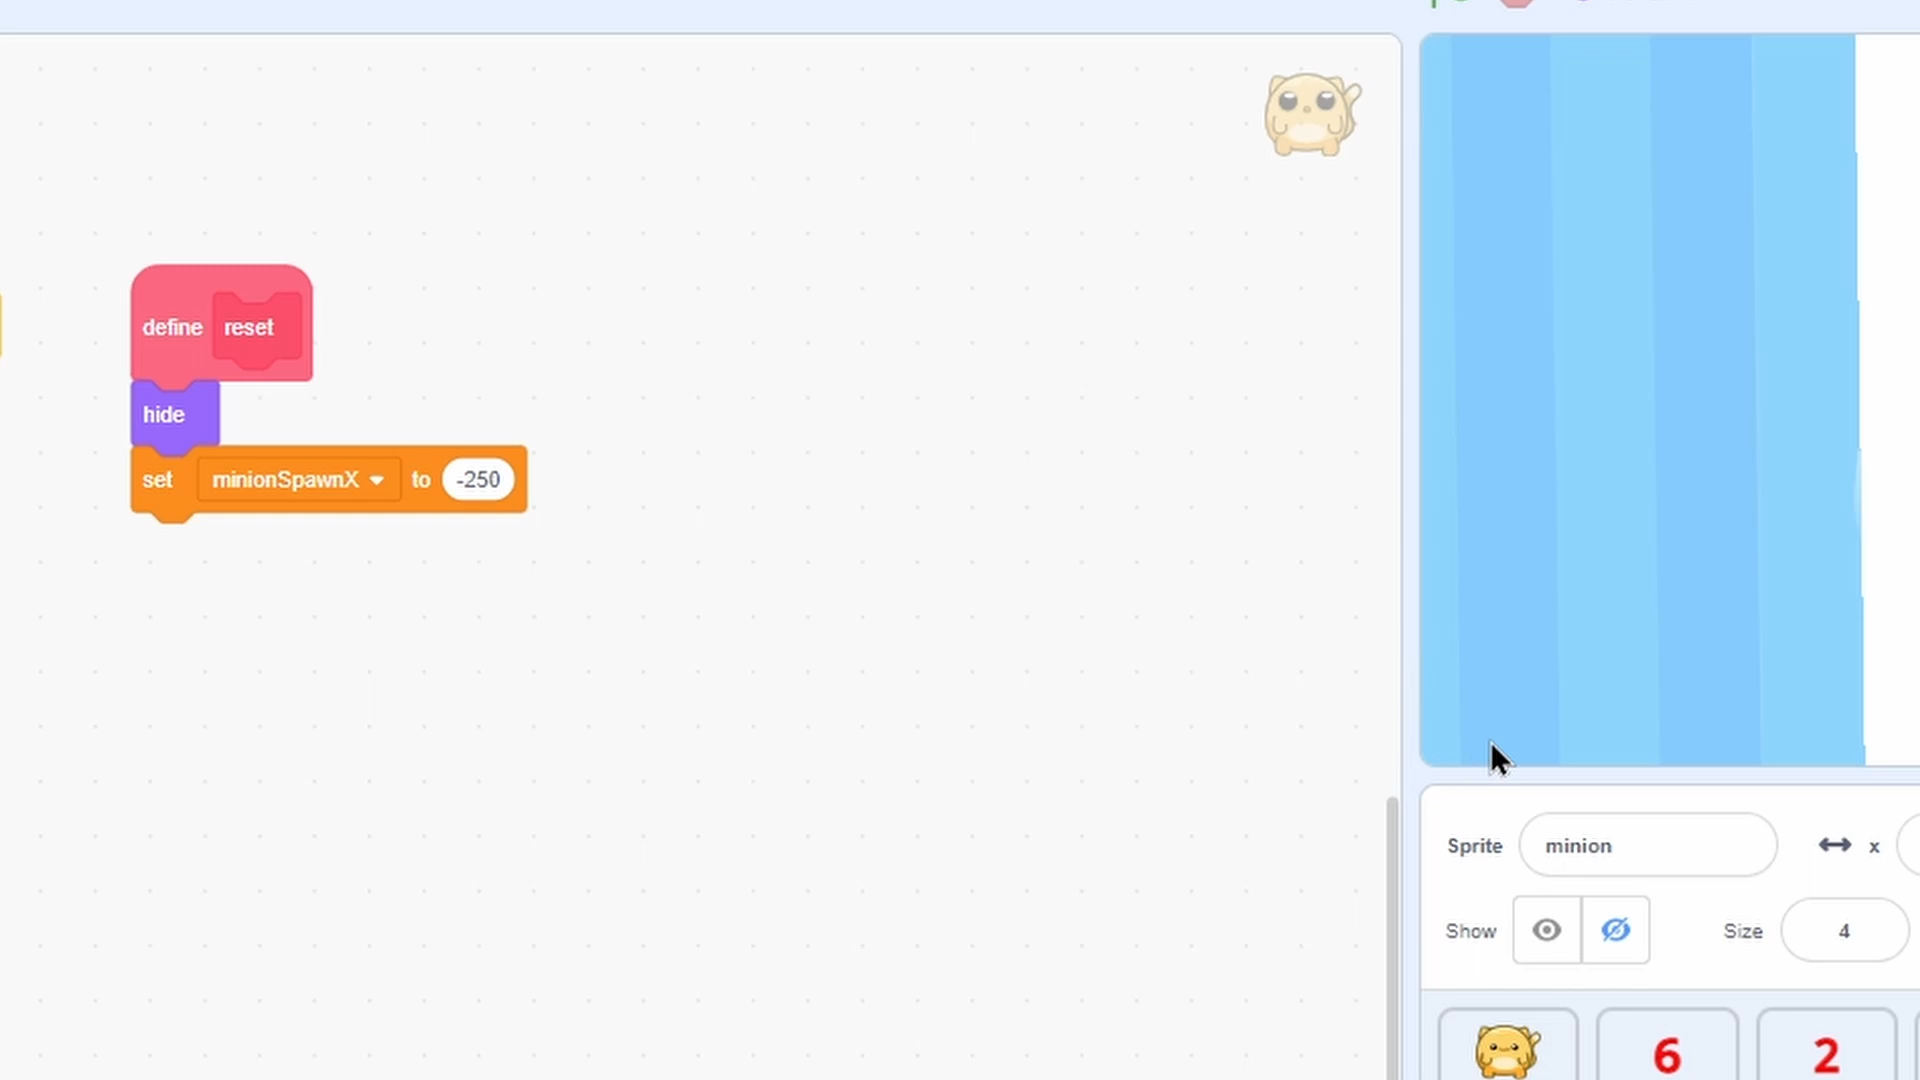 define reset
hide
set minionSpawnX to -250
Sprite minion x
Show Size 4
6 2